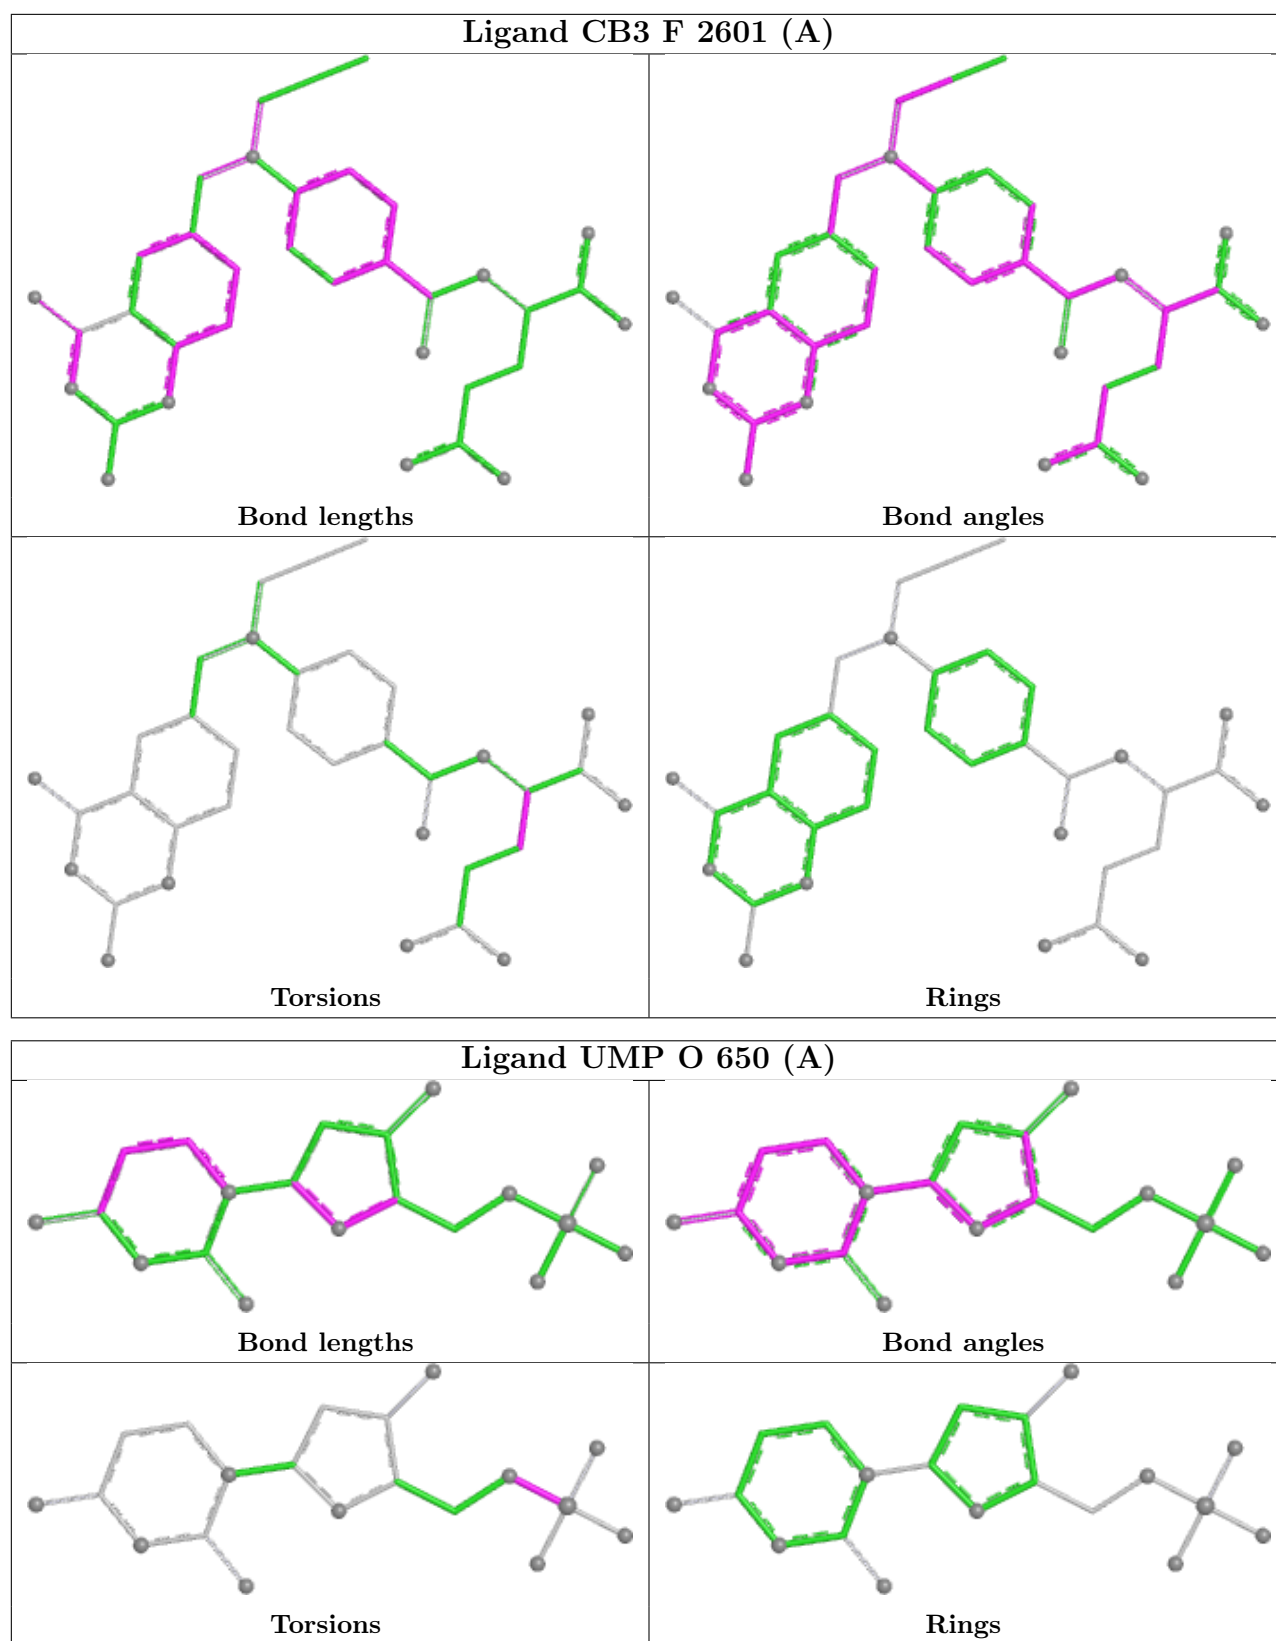 Ligand CB3 F 2601 (A)
Bond lengths
Bond angles
Torsions
Rings
Ligand UMP O 650 (A)
Bond lengths
Bond angles
Torsions
Rings